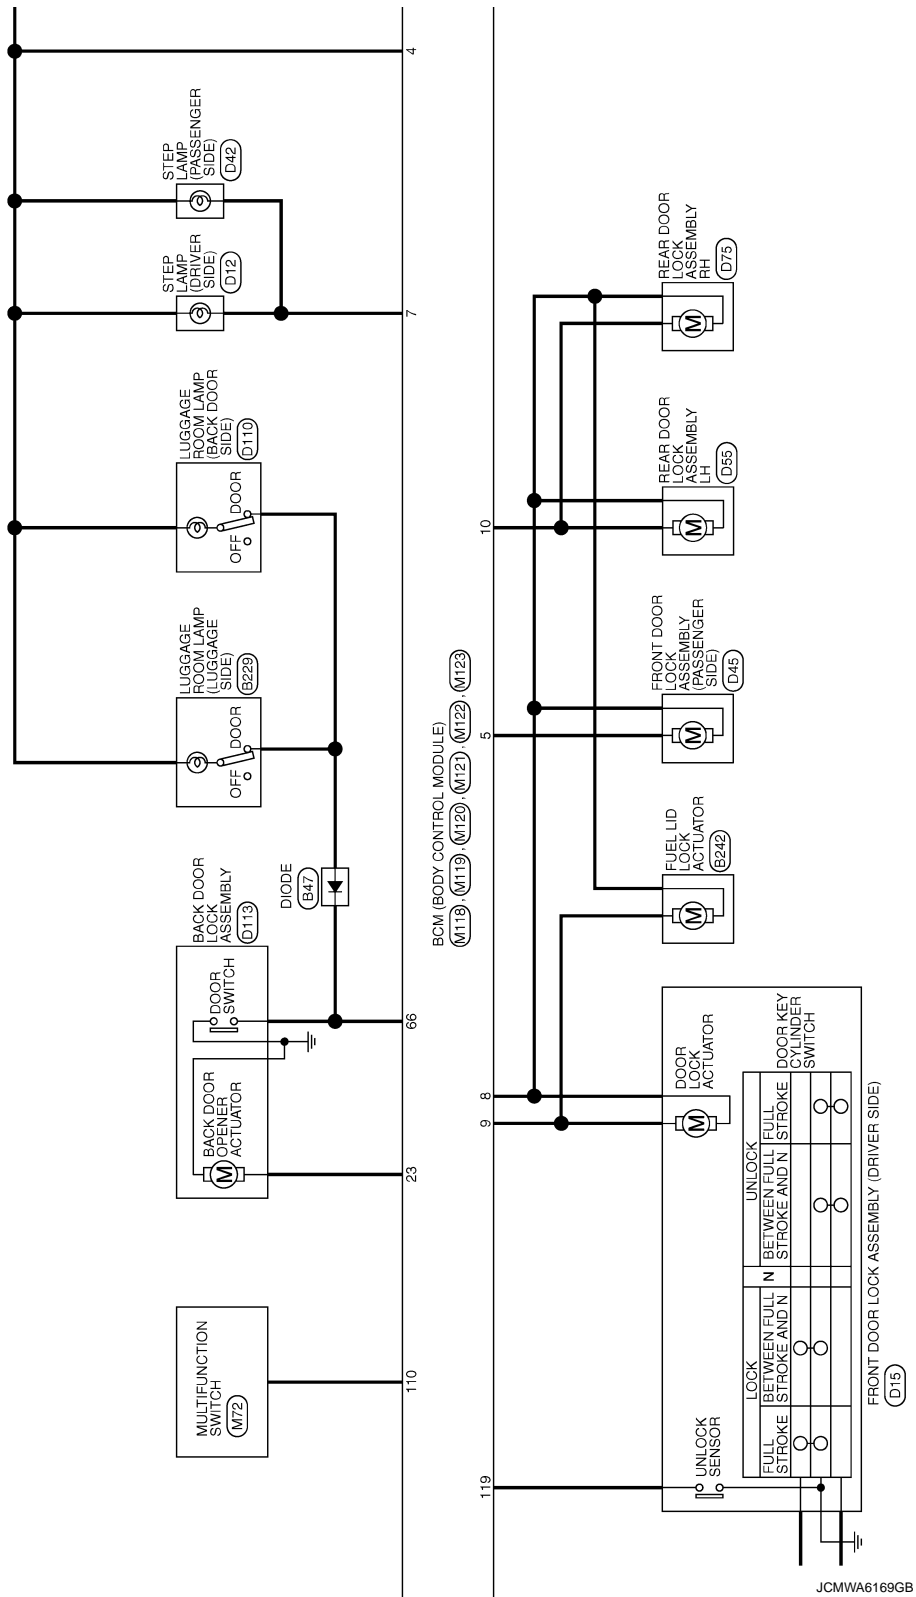 MULTIFUNCTION
SWITCH
M72
110
BACK DOOR
LOCK
ASSEMBLY
D113
BACK DOOR
OPENER
ACTUATOR
M
DOOR
SWITCH
23
66
DIODE
B47
LUGGAGE
ROOM LAMP
(LUGGAGE
SIDE)
B229
OFF
DOOR
LUGGAGE
ROOM LAMP
(BACK DOOR
SIDE)
D110
OFF
DOOR
STEP
LAMP
(DRIVER
SIDE)
D12
STEP
LAMP
(PASSENGER
SIDE)
D42
7
4
BCM (BODY CONTROL MODULE)
M118 , M119 , M120 , M121 , M122 , M123
119
9
8
5
10
UNLOCK
SENSOR
DOOR
LOCK
ACTUATOR
M
LOCK
N
UNLOCK
DOOR KEY
CYLINDER
SWITCH
FULL
STROKE
BETWEEN FULL
STROKE AND N
BETWEEN FULL
STROKE AND N
FULL
STROKE
FRONT DOOR LOCK ASSEMBLY (DRIVER SIDE)
D15
FUEL LID
LOCK
ACTUATOR
B242
M
FRONT DOOR
LOCK
ASSEMBLY
(PASSENGER
SIDE)
D45
M
REAR DOOR
LOCK
ASSEMBLY
LH
D55
M
REAR DOOR
LOCK
ASSEMBLY
RH
D75
M
JCMWA6169GB